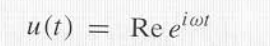 u(t) = Re e^{iωt}